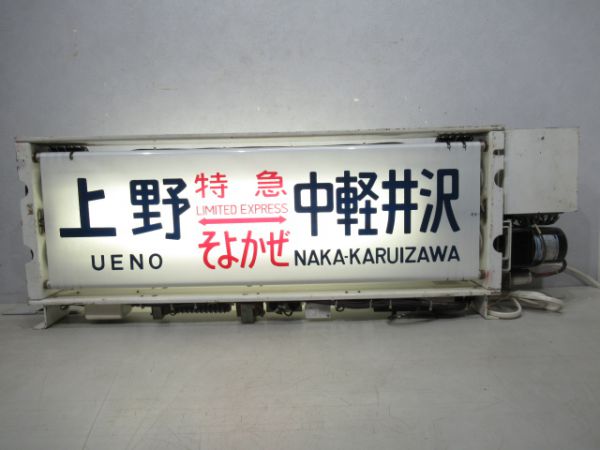 上野
UENO
特急
LIMITED EXPRESS
そよかぜ
中軽井沢
NAKA-KARUIZAWA